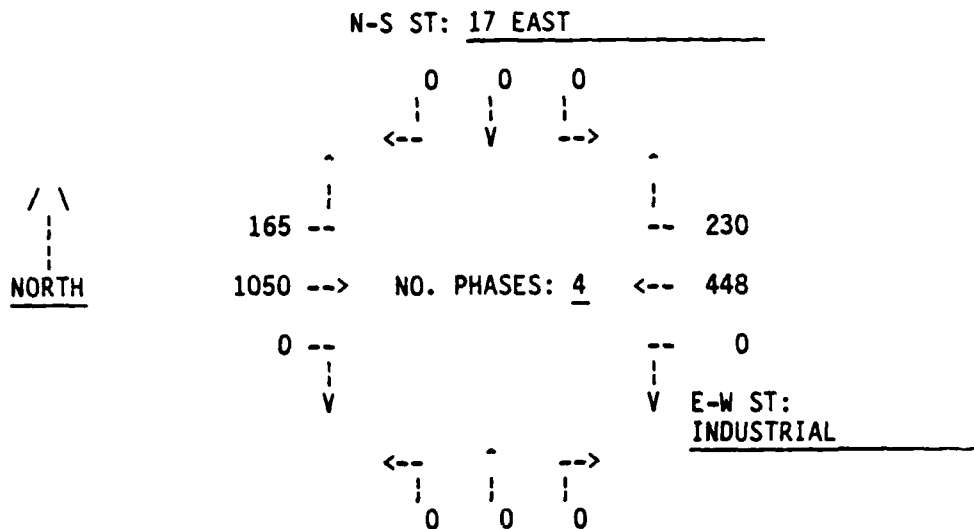 N-S ST: 17 EAST
0 0 0
<-- V -->
^ ^
/ \
165 -- -- 230
NORTH 1050 --> NO. PHASES: 4 <-- 448
0 -- -- 0
V V E-W ST:
INDUSTRIAL
<-- ^ -->
0 0 0